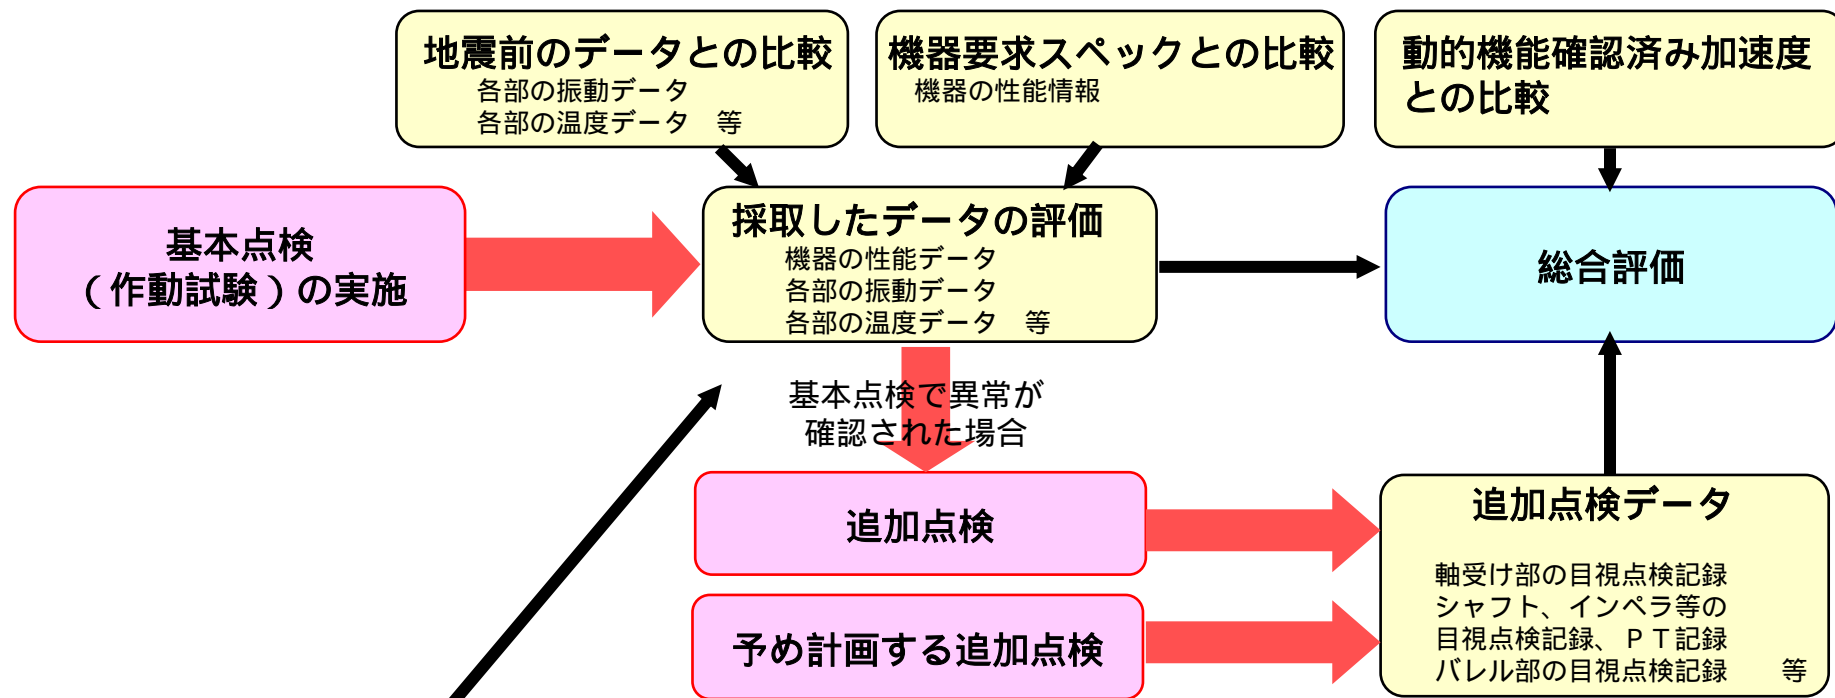 地震前のデータとの比較
各部の振動データ
各部の温度データ　等
機器要求スペックとの比較
機器の性能情報
動的機能確認済み加速度
との比較
基本点検
（作動試験）の実施
採取したデータの評価
機器の性能データ
各部の振動データ
各部の温度データ　等
総合評価
基本点検で異常が
確認された場合
追加点検
予め計画する追加点検
追加点検データ
軸受け部の目視点検記録
シャフト、インペラ等の
目視点検記録、ＰＴ記録
バレル部の目視点検記録　　等